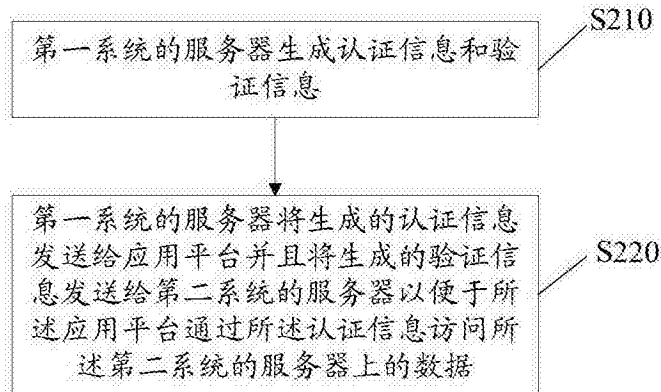 第一系统的服务器生成认证信息和验
证信息
S210
第一系统的服务器将生成的认证信息
发送给应用平台并且将生成的验证信
息发送给第二系统的服务器以便于所
述应用平台通过所述认证信息访问所
述第二系统的服务器上的数据
S220